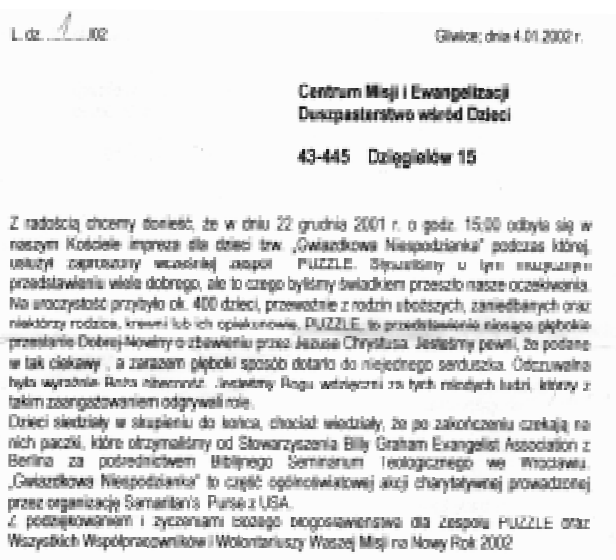 L. dz. 1 /02 Gliwice; dnia 4.01.2002 r.
Centrum Misji i Ewangelizacji
Duszpasterstwo wśród Dzieci
43-445 Dzięgielów 15
Z radością chcemy donieść, że w dniu 22 grudnia 2001 r. o godz. 15:00 odbyła się w
naszym Kościele impreza dla dzieci tzw. „Gwiazdkowa Niespodzianka” podczas której,
usłużył zaproszony wcześniej zespół PUZZLE. Słyszeliśmy o tym muzycznym
przedstawieniu wiele dobrego, ale to czego byliśmy świadkiem przeszło nasze oczekiwania.
Na uroczystość przybyło ok. 400 dzieci, przeważnie z rodzin uboższych, zaniedbanych oraz
niektórzy rodzice, krewni lub ich opiekunowie. PUZZLE, to przedstawienie niosące głębokie
przesłanie Dobrej Nowiny o zbawieniu przez Jezusa Chrystusa. Jesteśmy pewni, że podane
w tak ciekawy , a zarazem głęboki sposób dotarło do niejednego serduszka. Odczuwalna
była wyraźnie Boża obecność. Jesteśmy Bogu wdzięczni za tych młodych ludzi, którzy z
takim zaangażowaniem odgrywali role.
Dzieci siedziały w skupieniu do końca, chociaż wiedziały, że po zakończeniu czekają na
nich paczki, które otrzymaliśmy od Stowarzyszenia Billy Graham Evangelist Association z
Berlina za pośrednictwem Biblijnego Seminarium Teologicznego we Wrocławiu.
„Gwiazdkowa Niespodzianka” to część ogólnoświatowej akcji charytatywnej prowadzonej
przez organizację Samaritan's Purse z USA.
Z podziękowaniem i życzeniami Bożego błogosławieństwa dla Zespołu PUZZLE oraz
Wszystkich Współpracowników i Wolontariuszy Waszej Misji na Nowy Rok 2002